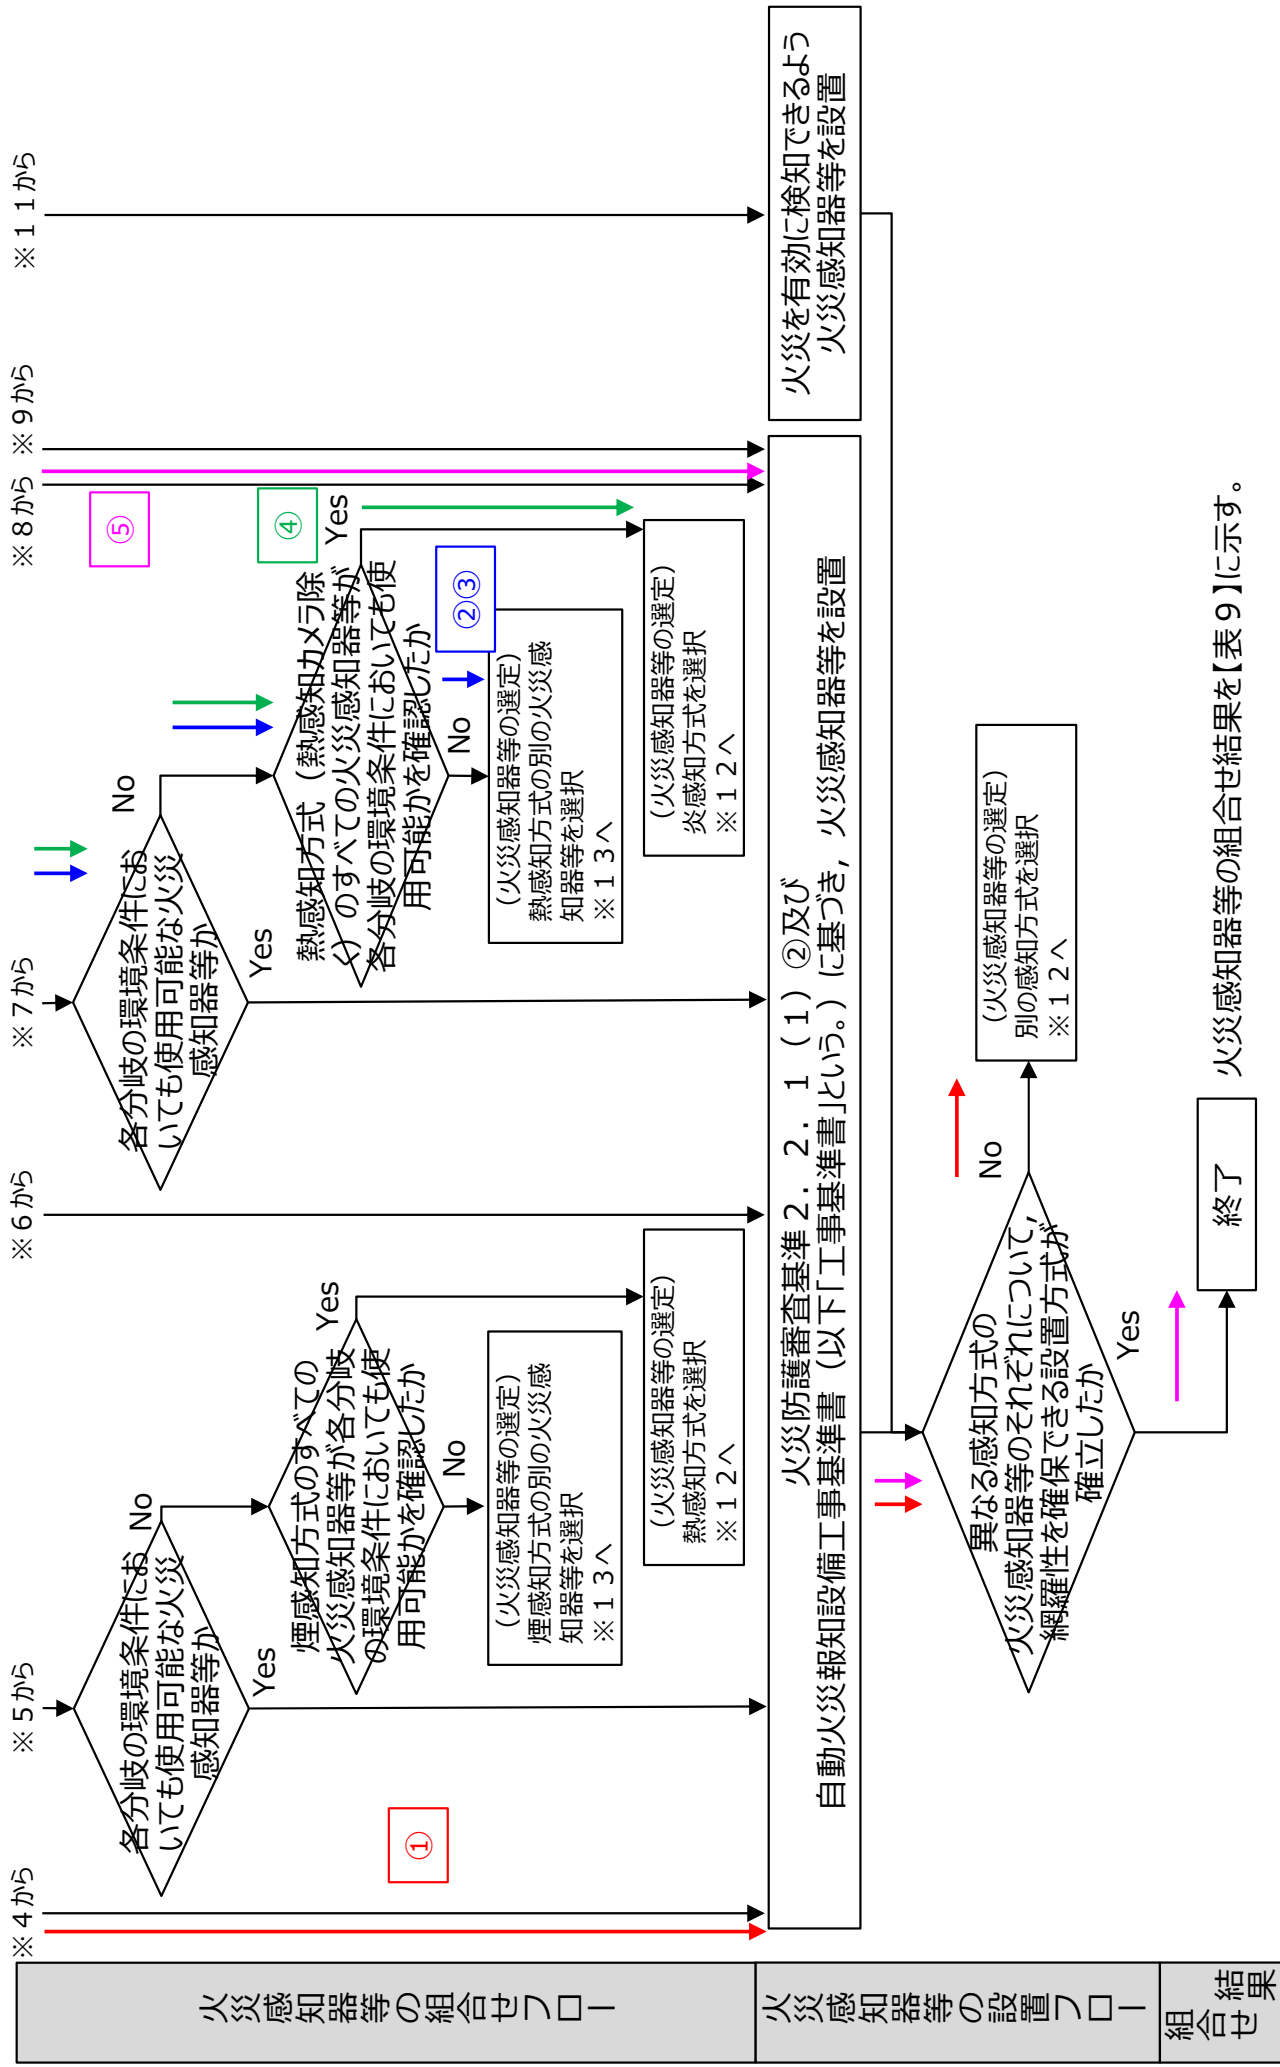 火災感知器等の組合せフロー
※４から
※５から
※６から
※７から
※８から
※９から
※１１から
①
各分岐の環境条件にお
いても使用可能な火災
感知器等か
No
Yes
煙感知方式のすべての
火災感知器等が各分岐
の環境条件においても使
用可能かを確認したか
Yes
No
（火災感知器等の選定）
煙感知方式の別の火災感
知器等を選択
※１３へ
（火災感知器等の選定）
熱感知方式を選択
※１２へ
各分岐の環境条件にお
いても使用可能な火災
感知器等か
No
Yes
熱感知方式（熱感知カメラ除
く）のすべての火災感知器等が
各分岐の環境条件においても使
用可能かを確認したか
Yes
No
⑤
④
②③
（火災感知器等の選定）
熱感知方式の別の火災感
知器等を選択
※１３へ
（火災感知器等の選定）
炎感知方式を選択
※１２へ
火災感知器等の設置フロー
火災防護審査基準２．２．１（１）②及び
自動火災報知設備工事基準書（以下「工事基準書」という。）に基づき，火災感知器等を設置
火災を有効に検知できるよう
火災感知器等を設置
異なる感知方式の
火災感知器等のそれぞれについて，
網羅性を確保できる設置方式が
確立したか
No
Yes
（火災感知器等の選定）
別の感知方式を選択
※１２へ
組合せ
結果
終了
火災感知器等の組合せ結果を【表９】に示す。